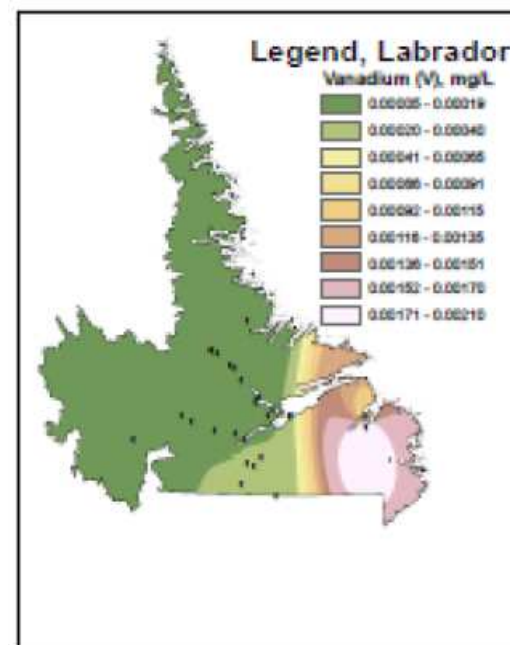 Legend, Labrador
Vanadium (V), mg/L
0.00005 - 0.00019
0.00020 - 0.00040
0.00041 - 0.00065
0.00066 - 0.00091
0.00092 - 0.00115
0.00116 - 0.00135
0.00136 - 0.00151
0.00152 - 0.00170
0.00171 - 0.00210